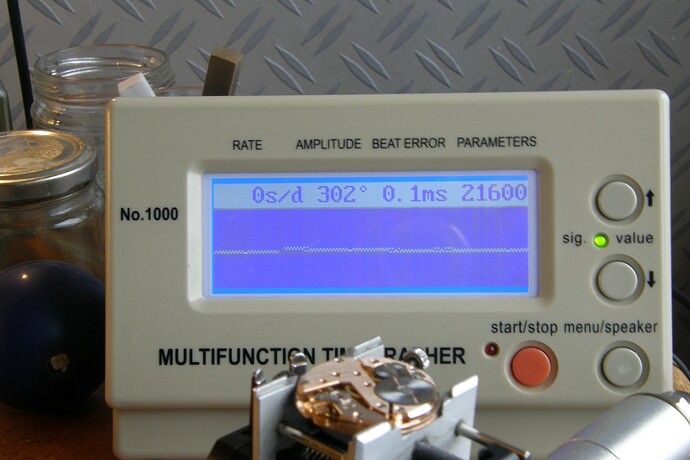 RATE AMPLITUDE BEAT ERROR PARAMETERS
0s/d 302° 0.1ms 21600
No.1000
sig. value
start/stop menu/speaker
MULTIFUNCTION